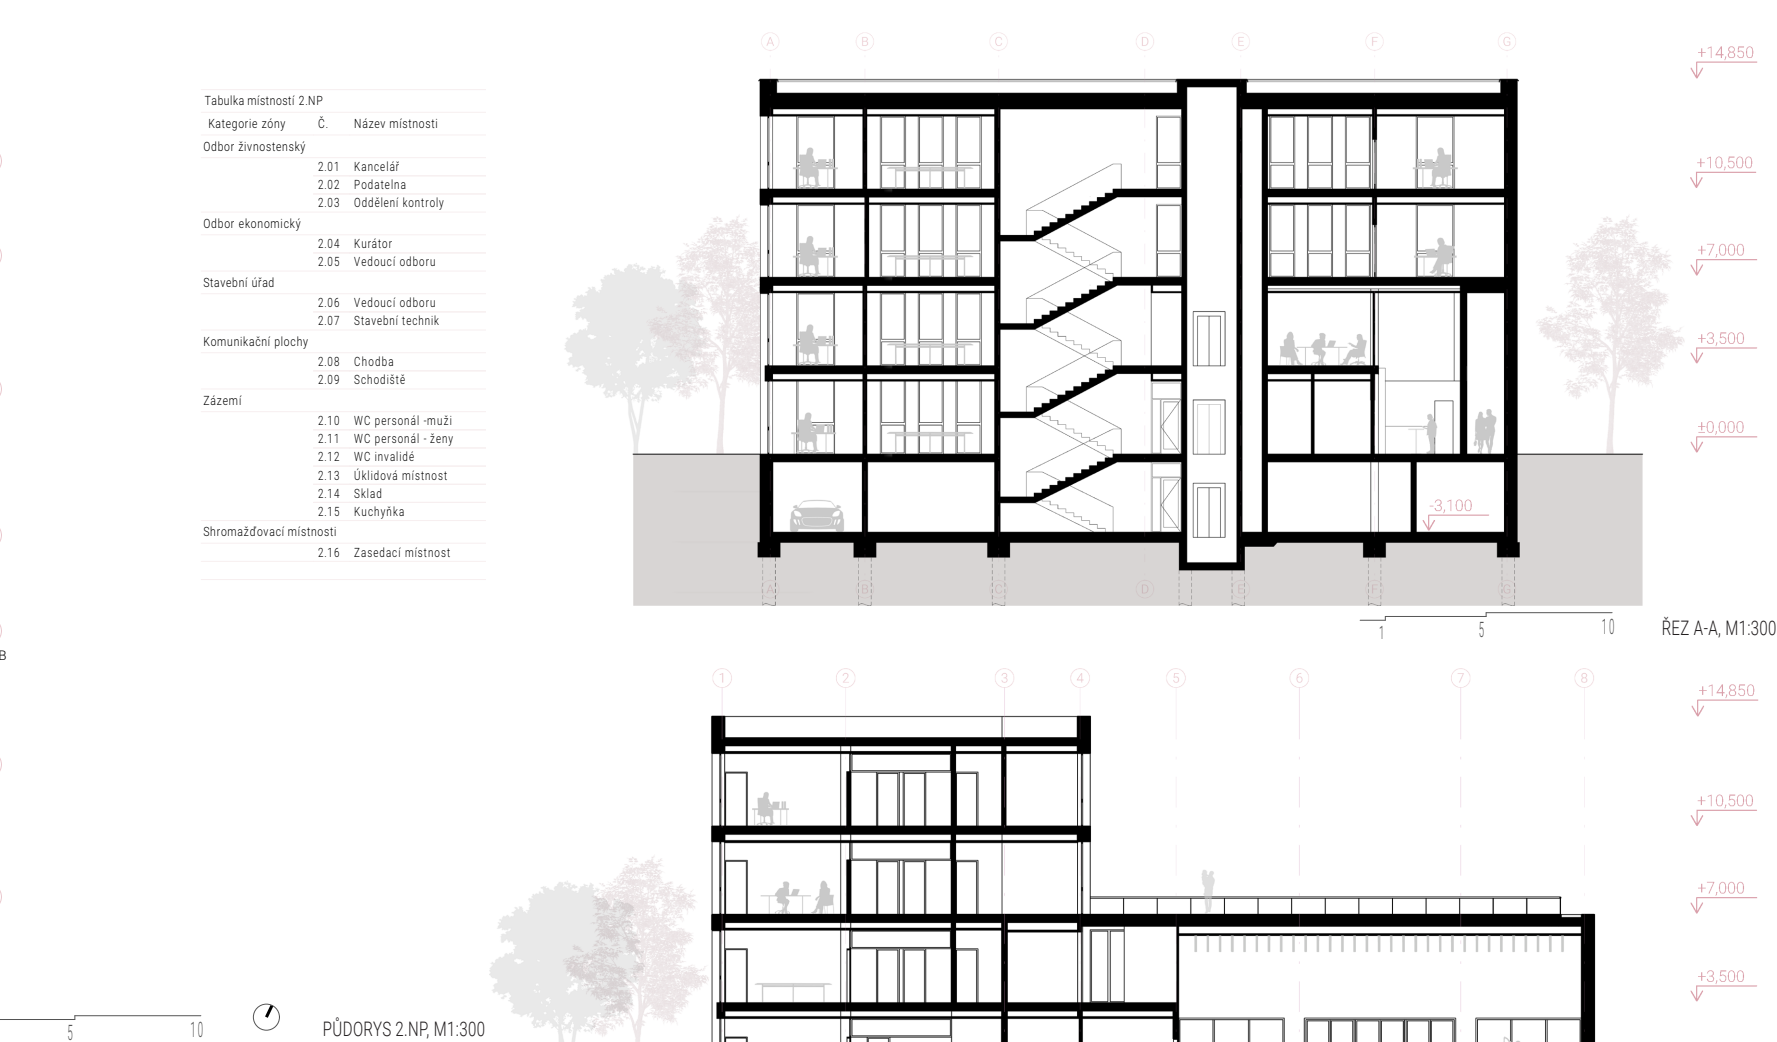 Tabulka místností 2.NP
Kategorie zóny Č. Název místnosti
Odbor živnostenský
2.01 Kancelář
2.02 Podatelna
2.03 Oddělení kontroly
Odbor ekonomický
2.04 Kurátor
2.05 Vedoucí odboru
Stavební úřad
2.06 Vedoucí odboru
2.07 Stavební technik
Komunikační plochy
2.08 Chodba
2.09 Schodiště
Zázemí
2.10 WC personál -muži
2.11 WC personál - ženy
2.12 WC invalidé
2.13 Úklidová místnost
2.14 Sklad
2.15 Kuchyňka
Shromažďovací místnosti
2.16 Zasedací místnost
B
5 10
PŮDORYS 2.NP, M1:300
A B C D E F G
+14,850
+10,500
+7,000
+3,500
±0,000
-3,100
A B C D E F G
1 5 10
ŘEZ A-A, M1:300
1 2 3 4 5 6 7 8
+14,850
+10,500
+7,000
+3,500